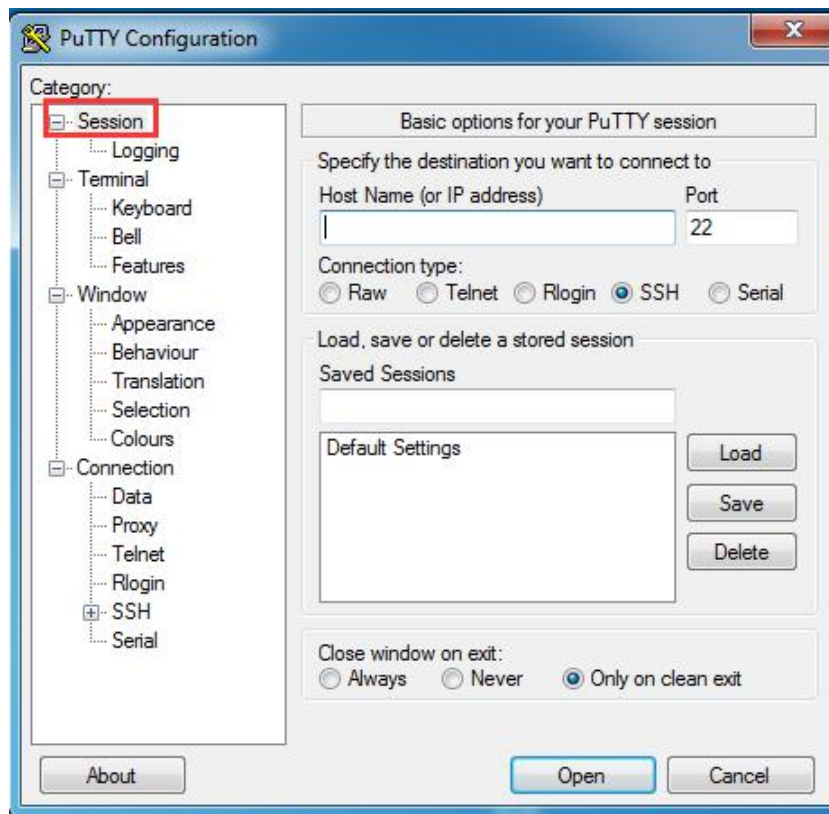 PuTTY Configuration
X
Category:
Session
Logging
Terminal
Keyboard
Bell
Features
Window
Appearance
Behaviour
Translation
Selection
Colours
Connection
Data
Proxy
Telnet
Rlogin
SSH
Serial
Basic options for your PuTTY session
Specify the destination you want to connect to
Host Name (or IP address) Port
22
Connection type:
Raw Telnet Rlogin SSH Serial
Load, save or delete a stored session
Saved Sessions
Default Settings
Load
Save
Delete
Close window on exit:
Always Never Only on clean exit
About Open Cancel